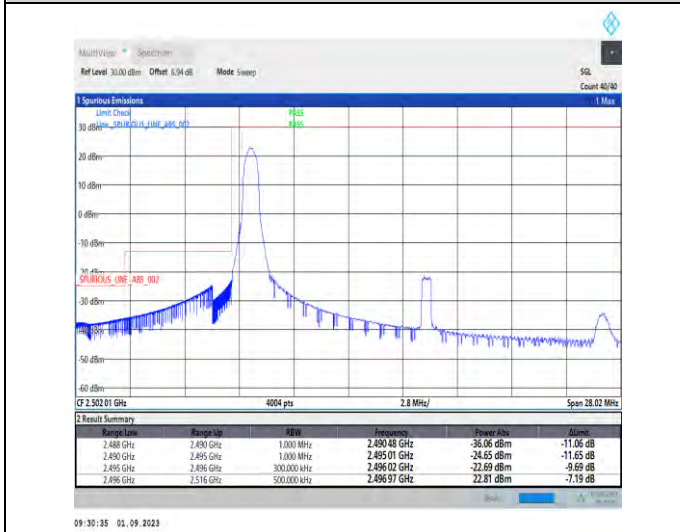 MultiView Spectrum
Ref Level 30.00 dBm Offset 6.94 dB Mode Sweep SGL
Count 40/40
1 Spurious Emissions 1 Max
Limit Check PASS
Line _SPURIOUS_LINE_ABS_002 PASS
30 dBm
20 dBm
10 dBm
0 dBm
-10 dBm
-20 dBm
_SPURIOUS_LINE_ABS_002
-30 dBm
-40 dBm
-50 dBm
-60 dBm
CF 2.502 01 GHz 4004 pts 2.8 MHz/ Span 28.02 MHz
2 Result Summary
Range Low Range Up RBW Frequency Power Abs ΔLimit
2.488 GHz 2.490 GHz 1.000 MHz 2.490 48 GHz -36.06 dBm -11.06 dB
2.490 GHz 2.495 GHz 1.000 MHz 2.495 01 GHz -24.65 dBm -11.65 dB
2.495 GHz 2.496 GHz 300.000 kHz 2.496 02 GHz -22.69 dBm -9.69 dB
2.496 GHz 2.516 GHz 500.000 kHz 2.496 97 GHz 22.81 dBm -7.19 dB
09:30:35 01.09.2023